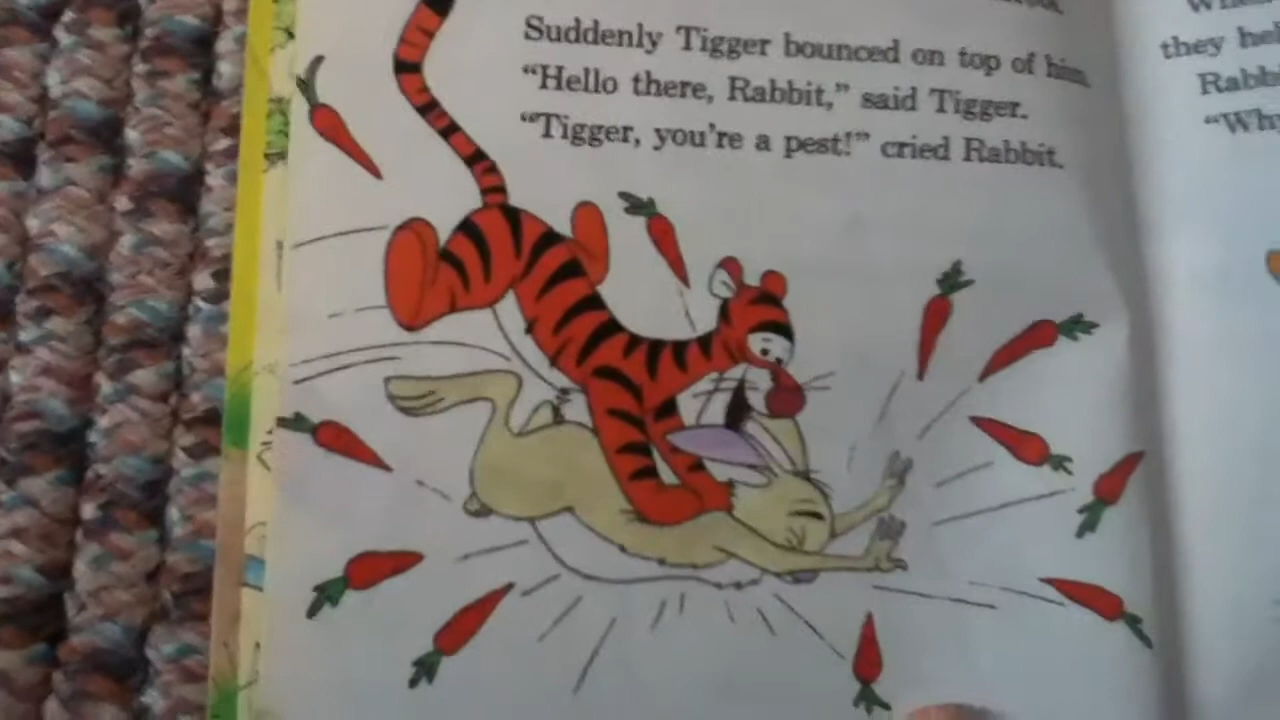 Suddenly Tigger bounced on top of him.
“Hello there, Rabbit,” said Tigger.
“Tigger, you’re a pest!” cried Rabbit.
they